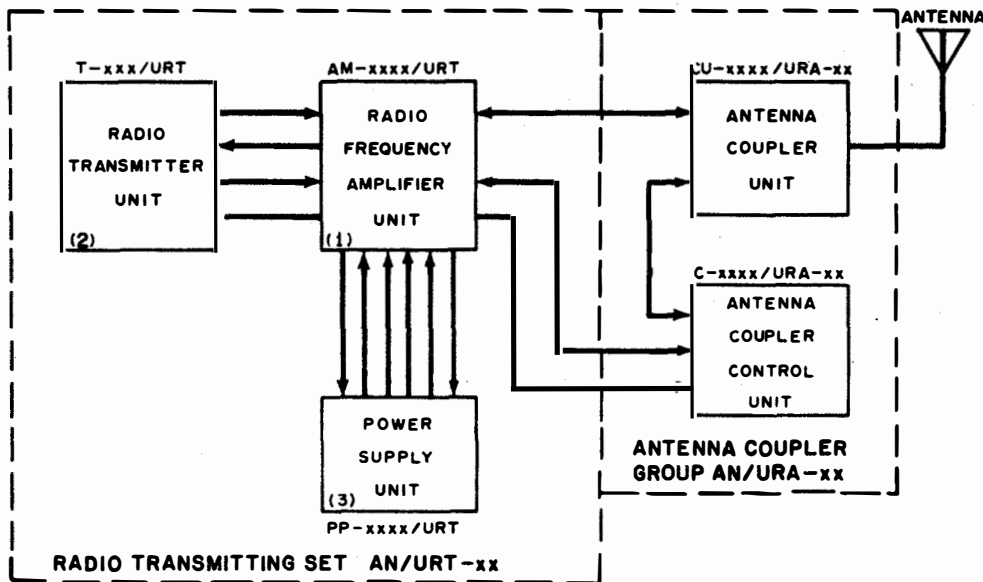 T-xxx/URT
RADIO
TRANSMITTER
UNIT
(2)
AM-xxxx/URT
RADIO
FREQUENCY
AMPLIFIER
UNIT
(1)
POWER
SUPPLY
UNIT
(3)
PP-xxxx/URT
RADIO TRANSMITTING SET AN/URT-xx
CU-xxxx/URA-xx
ANTENNA
COUPLER
UNIT
ANTENNA
C-xxxx/URA-xx
ANTENNA
COUPLER
CONTROL
UNIT
ANTENNA COUPLER
GROUP AN/URA-xx